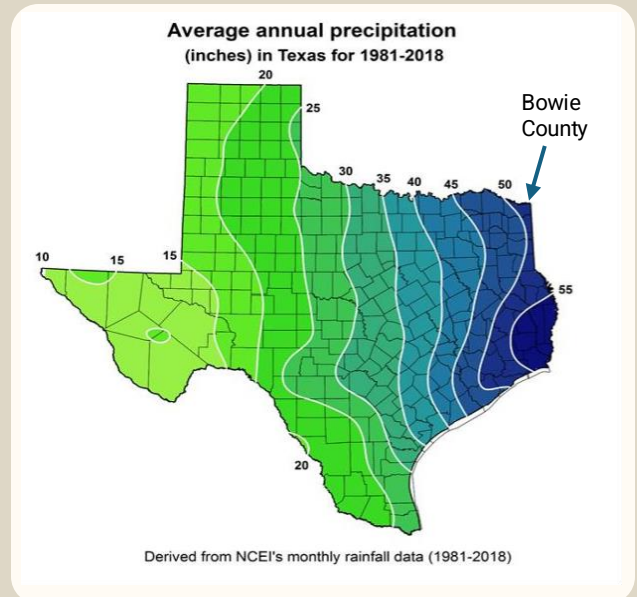 Average annual precipitation
(inches) in Texas for 1981-2018
20
25
Bowie
County
30
35
40
45
50
10
15
15
55
20
Derived from NCEI's monthly rainfall data (1981-2018)